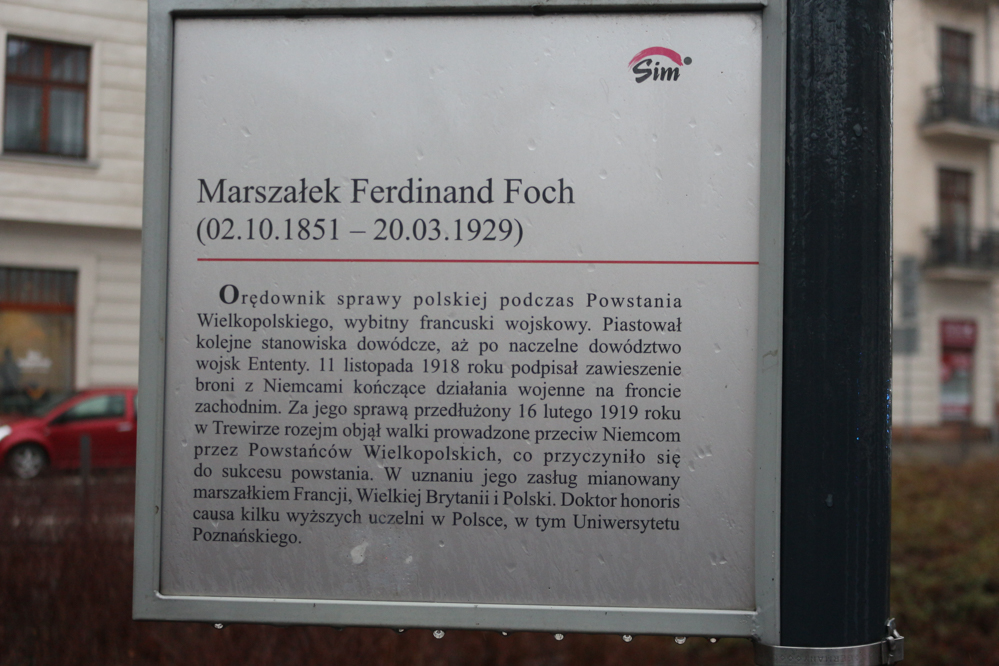 Sim
Marszałek Ferdinand Foch
(02.10.1851 – 20.03.1929)
Orędownik sprawy polskiej podczas Powstania
Wielkopolskiego, wybitny francuski wojskowy. Piastował
kolejne stanowiska dowódcze, aż po naczelne dowództwo
wojsk Ententy. 11 listopada 1918 roku podpisał zawieszenie
broni z Niemcami kończące działania wojenne na froncie
zachodnim. Za jego sprawą przedłużony 16 lutego 1919 roku
w Trewirze rozejm objął walki prowadzone przeciw Niemcom
przez Powstańców Wielkopolskich, co przyczyniło się
do sukcesu powstania. W uznaniu jego zasług mianowany
marszałkiem Francji, Wielkiej Brytanii i Polski. Doktor honoris
causa kilku wyższych uczelni w Polsce, w tym Uniwersytetu
Poznańskiego.